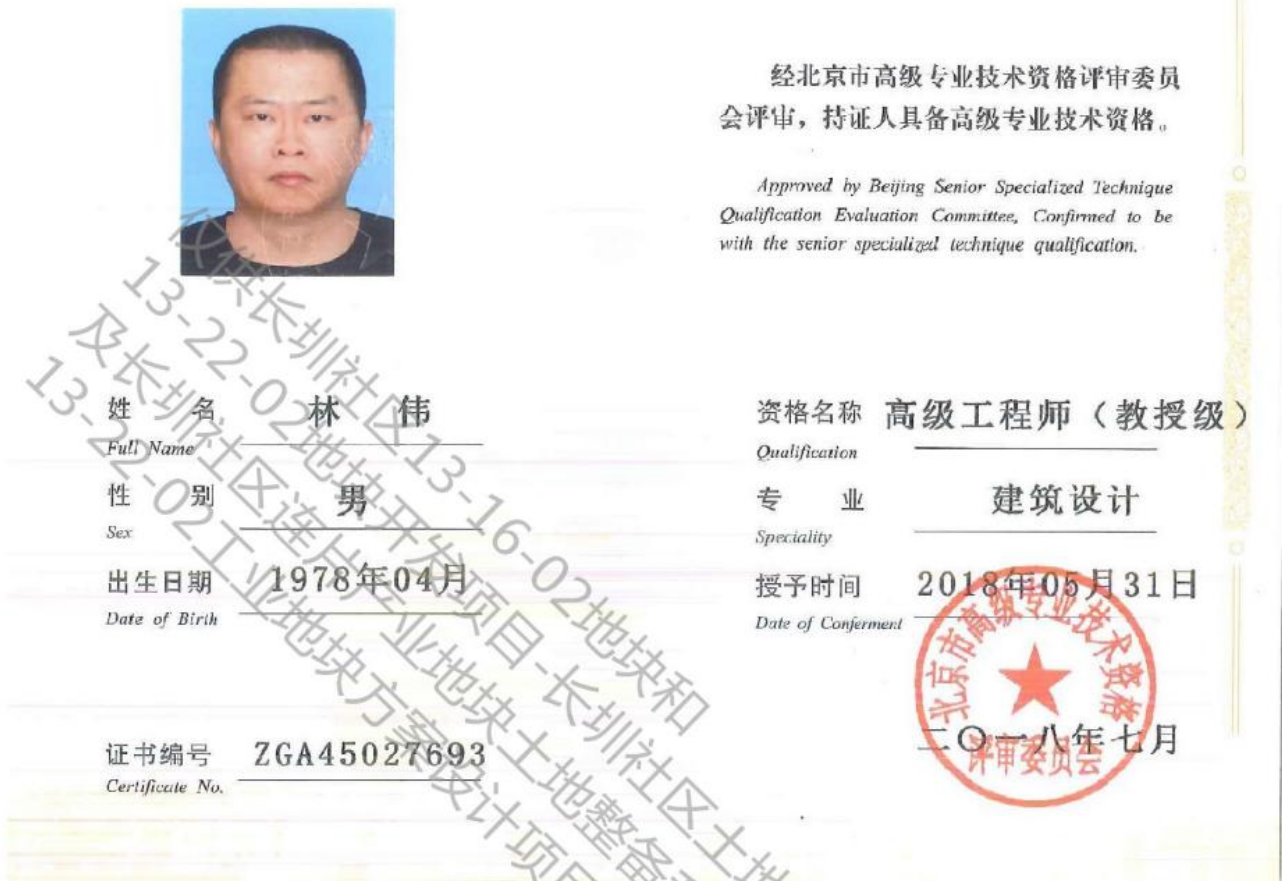 经北京市高级专业技术资格评审委员
会评审，持证人具备高级专业技术资格。
Approved by Beijing Senior Specialized Technique
Qualification Evaluation Committee, Confirmed to be
with the senior specialized technique qualification.
姓 名 林 伟
Full Name
性 别 男
Sex
出生日期 1978年04月
Date of Birth
证书编号 ZGA45027693
Certificate No.
资格名称 高级工程师（教授级）
Qualification
专 业 建筑设计
Speciality
授予时间 2018年05月31日
Date of Conferment
北京市高级专业技术资格
评审委员会
二〇一八年七月
仅供长圳社区13-16-02地块和
13-22-02地块开发项目-长圳社区土地
及长圳社区连片产业地块土地整备
13-22-02工业地块方案设计项目